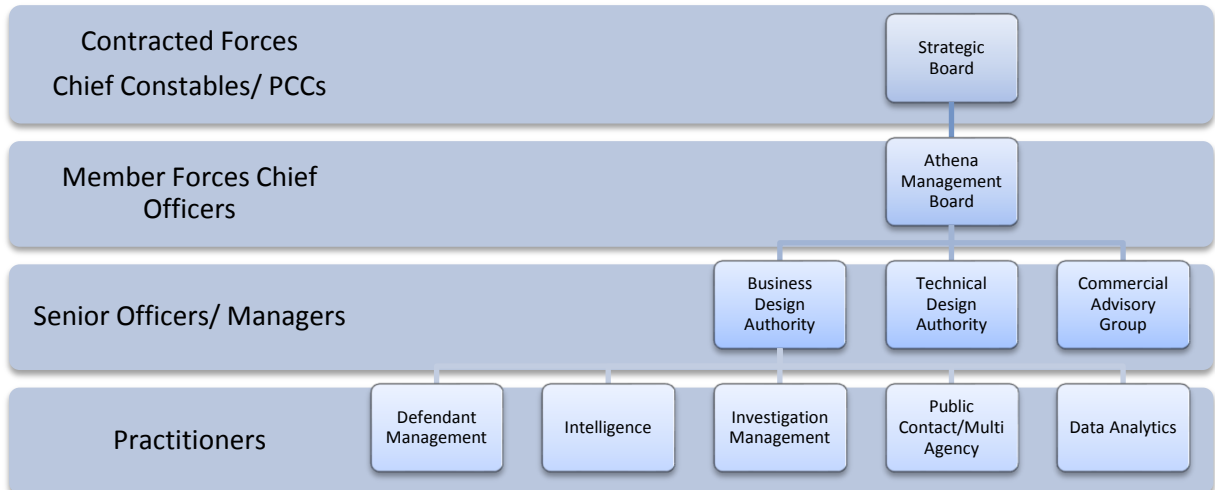 Contracted Forces
Chief Constables/ PCCs
Strategic
Board
Member Forces Chief
Officers
Athena
Management
Board
Senior Officers/ Managers
Business
Design
Authority
Technical
Design
Authority
Commercial
Advisory
Group
Practitioners
Defendant
Management
Intelligence
Investigation
Management
Public
Contact/Multi
Agency
Data Analytics